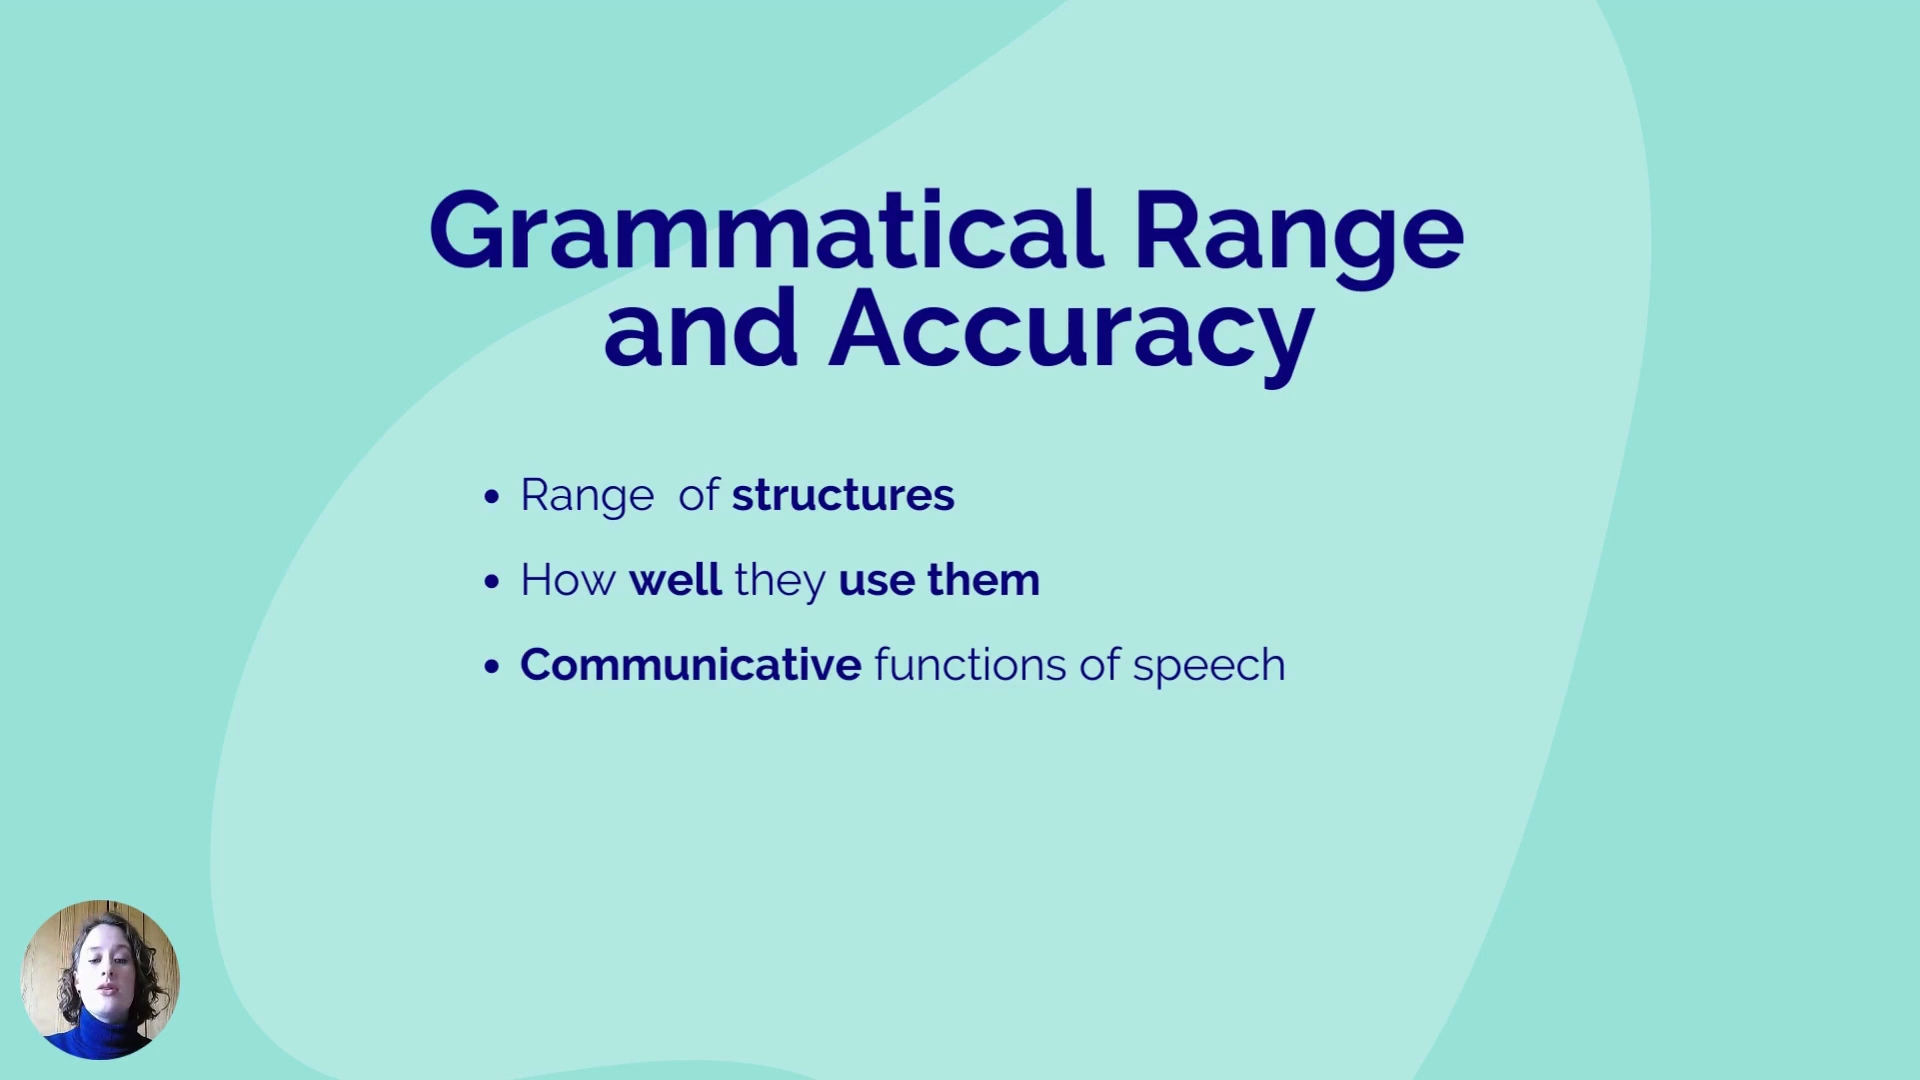 Grammatical Range
and Accuracy
• Range  of structures
• How well they use them
• Communicative functions of speech